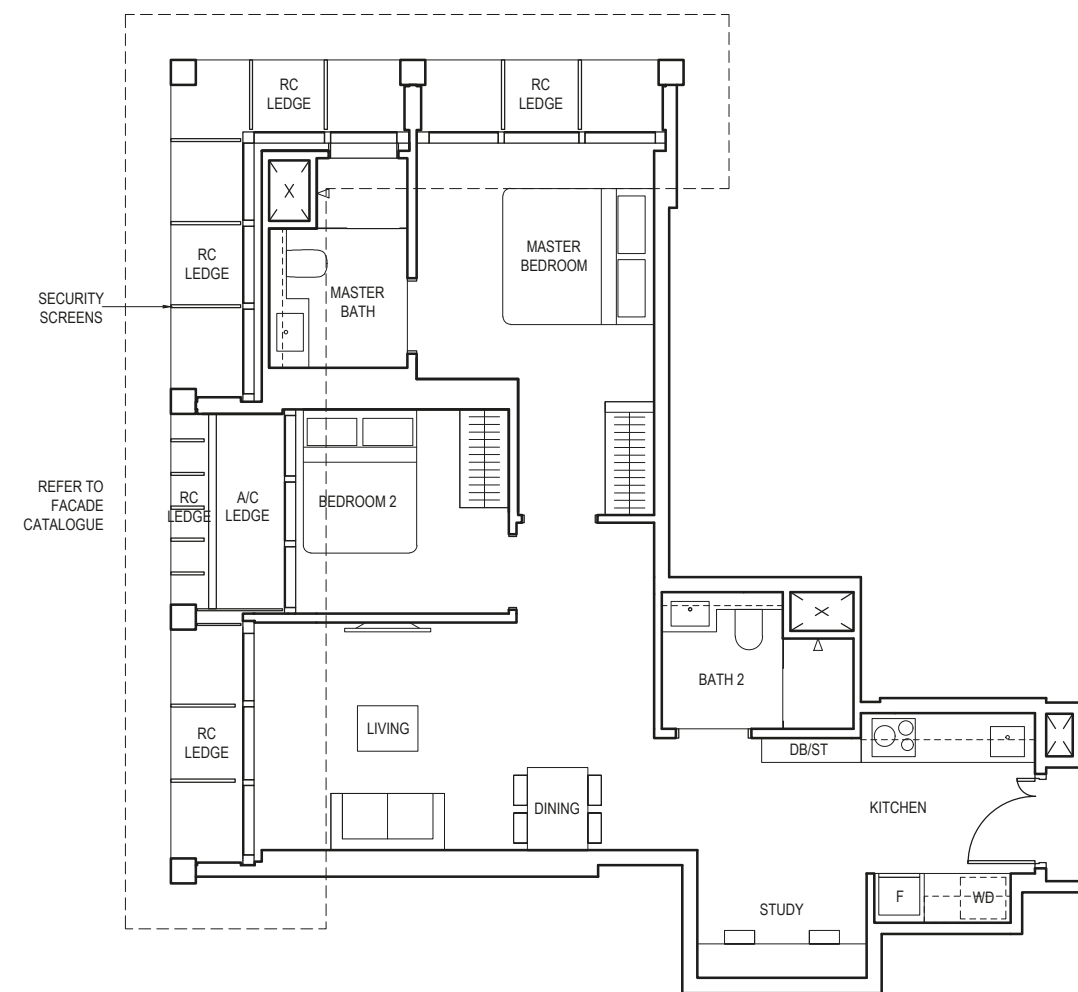 RC
LEDGE
RC
LEDGE
MASTER
BEDROOM
RC
LEDGE
MASTER
BATH
SECURITY
SCREENS
REFER TO
FACADE
CATALOGUE
RC
LEDGE
A/C
LEDGE
BEDROOM 2
BATH 2
LIVING
RC
LEDGE
DB/ST
DINING
KITCHEN
F
WD
STUDY